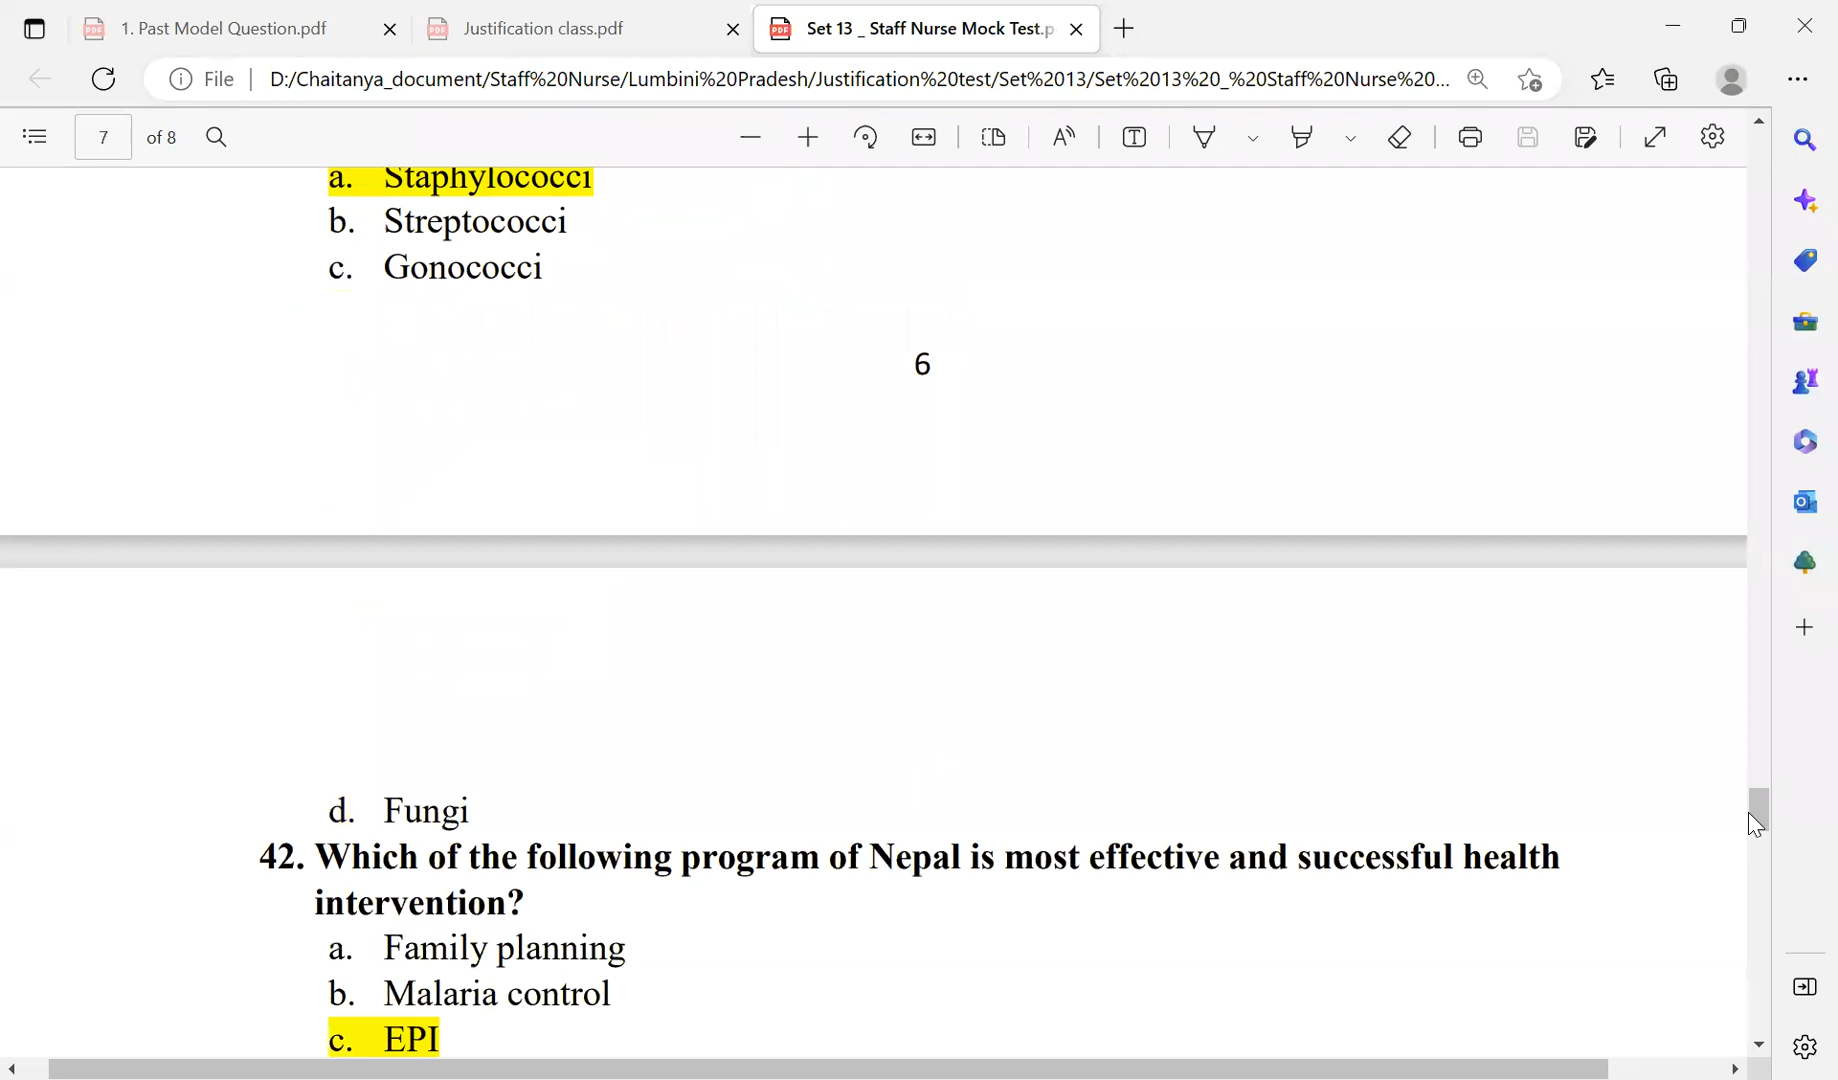 1. Past Model Question.pdf
Justification class.pdf
Set 13 _ Staff Nurse Mock Test.p
File
D:/Chaitanya_document/Staff%20Nurse/Lumbini%20Pradesh/Justification%20test/Set%2013/Set%2013%20_%20Staff%20Nurse%20...
7 of 8
a. Staphylococci
b. Streptococci
c. Gonococci
6
d. Fungi
42. Which of the following program of Nepal is most effective and successful health
intervention?
a. Family planning
b. Malaria control
c. EPI